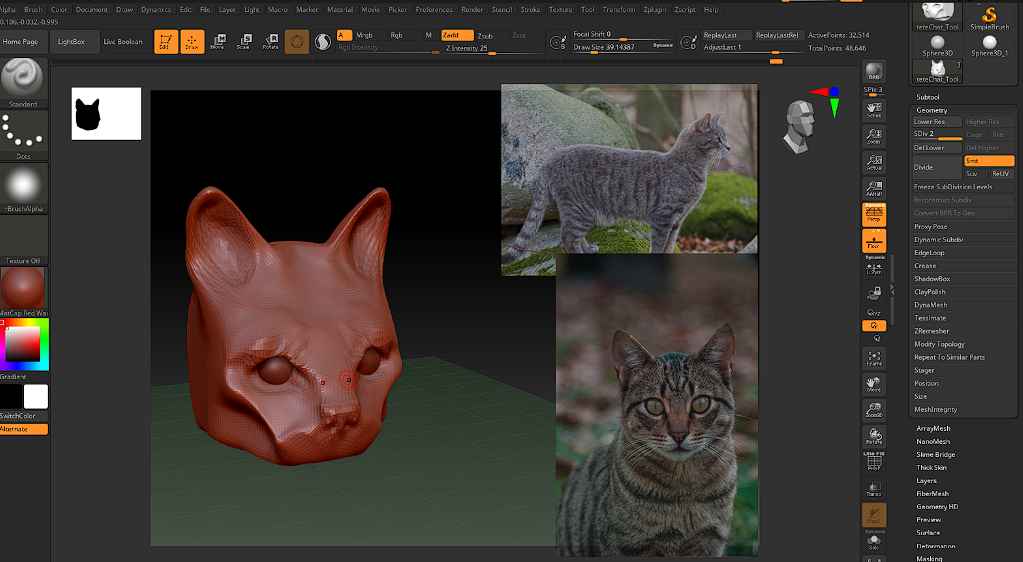 Alpha Brush Color Document Draw Dynamics Edit File Layer Light Macro Marker Material Movie Picker Preferences Render Stencil Stroke Texture Tool Transform Zplugin Zscript Help
0.106,-0.032,-0.995
Home Page LightBox Live Boolean Edit Draw Move Scale Rotate
A Mrgb Rgb M
Rgb Intensity
Zadd Zsub Zcut
Z Intensity 25
Focal Shift 0
Draw Size 39.14387 Dynamic
ReplayLast ReplayLastRel
AdjustLast 1
ActivePoints: 32,514
TotalPoints: 48,646
Standard
Dots
~BrushAlpha
Texture Off
MatCap Red Wax
Gradient
SwitchColor
Alternate
BPR
SPix 3
Scroll
Zoom
Actual
AAHalf
Dynamic
Persp
Floor
Dynamic
L.Sym
Frame
Move
Zoom3D
Rotate
Line Fill
PolyF
Transp
Ghost
Dynamic
Solo
SimpleBrush
Sphere3D Sphere3D_1
Subtool
Geometry
Lower Res Higher Res
SDiv 2 Cage Rstr
Del Lower Del Higher
Divide Smt
Suv ReUV
Freeze SubDivision Levels
Reconstruct Subdiv
Convert BPR To Geo
Proxy Pose
Dynamic Subdiv
EdgeLoop
Crease
ShadowBox
ClayPolish
DynaMesh
Tessimate
ZRemesher
Modify Topology
Repeat To Similar Parts
Stager
Position
Size
MeshIntegrity
ArrayMesh
NanoMesh
Slime Bridge
Thick Skin
Layers
FiberMesh
Geometry HD
Preview
Surface
Deformation
Masking